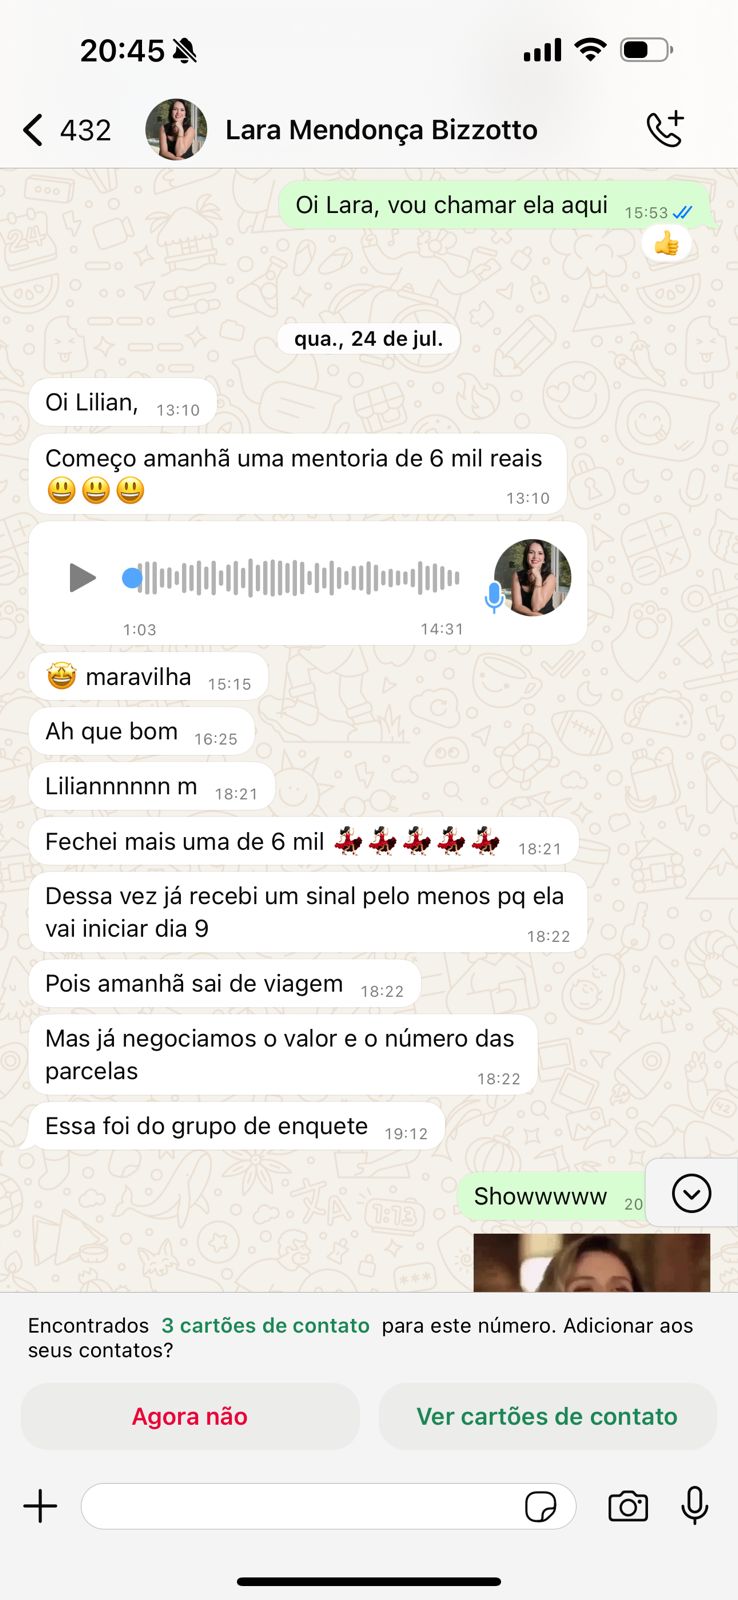 20:45
432
Lara Mendonça Bizzotto
Oi Lara, vou chamar ela aqui 15:53
👍
qua., 24 de jul.
Oi Lilian, 13:10
Começo amanhã uma mentoria de 6 mil reais
😃😃😃 13:10
1:03 14:31
🤩 maravilha 15:15
Ah que bom 16:25
Liliannnnnn m 18:21
Fechei mais uma de 6 mil 💃💃💃💃💃 18:21
Dessa vez já recebi um sinal pelo menos pq ela
vai iniciar dia 9 18:22
Pois amanhã sai de viagem 18:22
Mas já negociamos o valor e o número das
parcelas 18:22
Essa foi do grupo de enquete 19:12
Showwwww 20
Encontrados 3 cartões de contato para este número. Adicionar aos
seus contatos?
Agora não
Ver cartões de contato